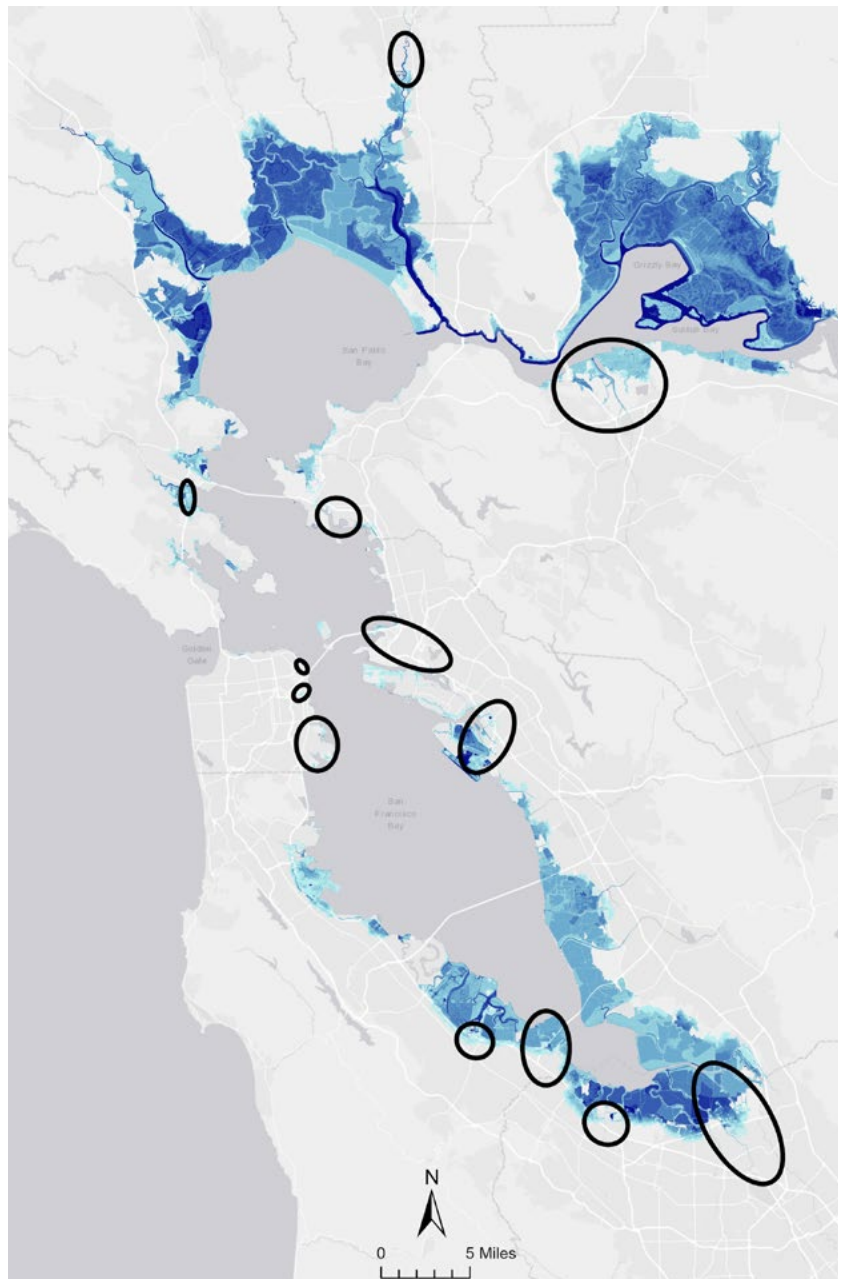 Grizzly Bay
Suisun Bay
San Pablo
Bay
Golden
Gate
San
Francisco
Bay
N
0 5 Miles